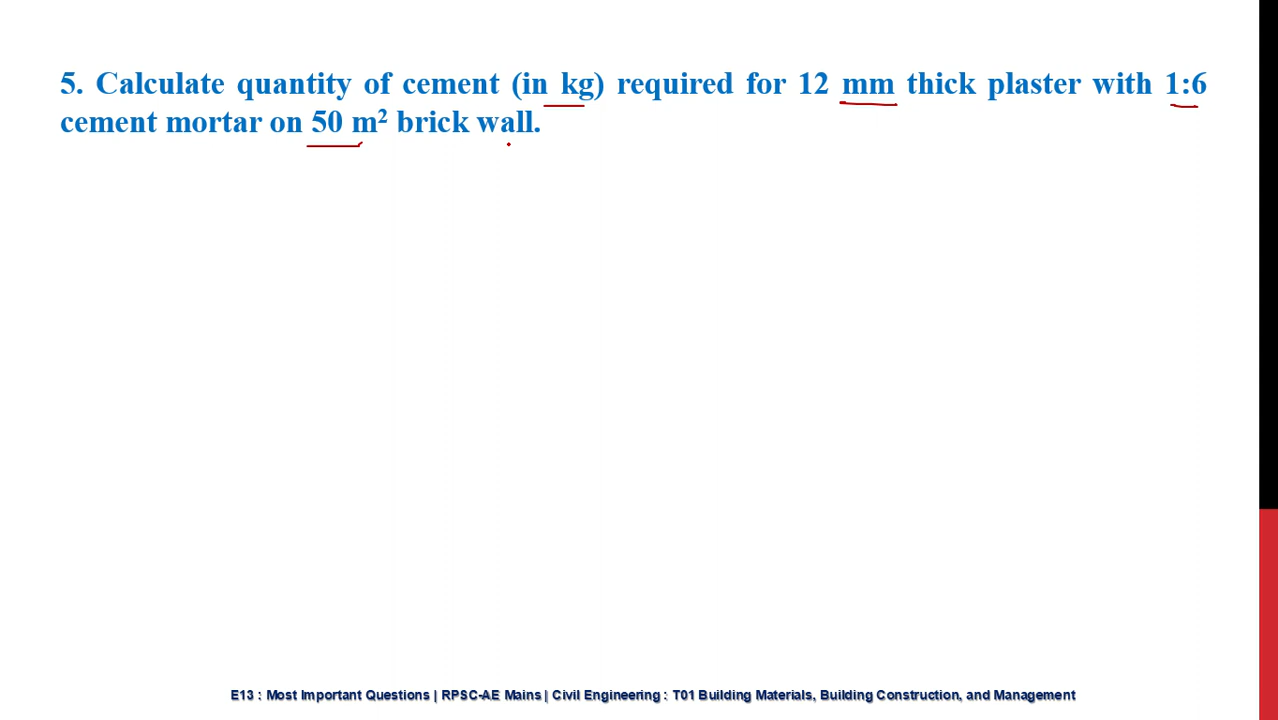 5. Calculate quantity of cement (in kg) required for 12 mm thick plaster with 1:6
cement mortar on 50 m² brick wall.
E13 : Most Important Questions | RPSC-AE Mains | Civil Engineering : T01 Building Materials, Building Construction, and Management